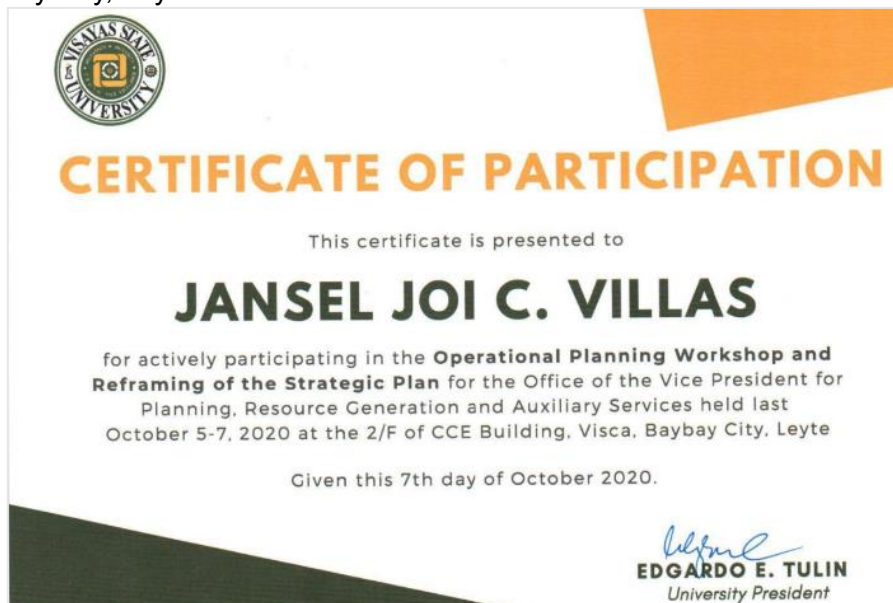 VISAYAS STATE UNIVERSITY
CERTIFICATE OF PARTICIPATION
This certificate is presented to
JANSEL JOI C. VILLAS
for actively participating in the Operational Planning Workshop and
Reframing of the Strategic Plan for the Office of the Vice President for
Planning, Resource Generation and Auxiliary Services held last
October 5-7, 2020 at the 2/F of CCE Building, Visca, Baybay City, Leyte
Given this 7th day of October 2020.
EDGARDO E. TULIN
University President